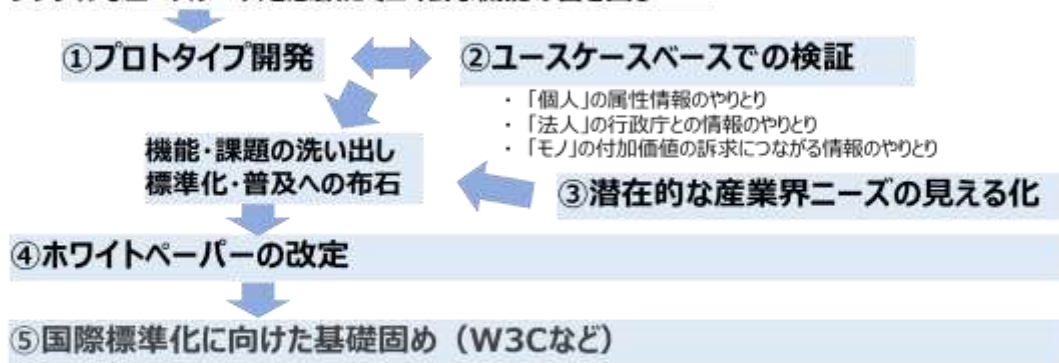 ①プロトタイプ開発
②ユースケースベースでの検証
・「個人」の属性情報のやりとり
・「法人」の行政庁との情報のやりとり
・「モノ」の付加価値の訴求につながる情報のやりとり
機能・課題の洗い出し
標準化・普及への布石
③潜在的な産業界ニーズの見える化
④ホワイトペーパーの改定
⑤国際標準化に向けた基礎固め（W3Cなど）